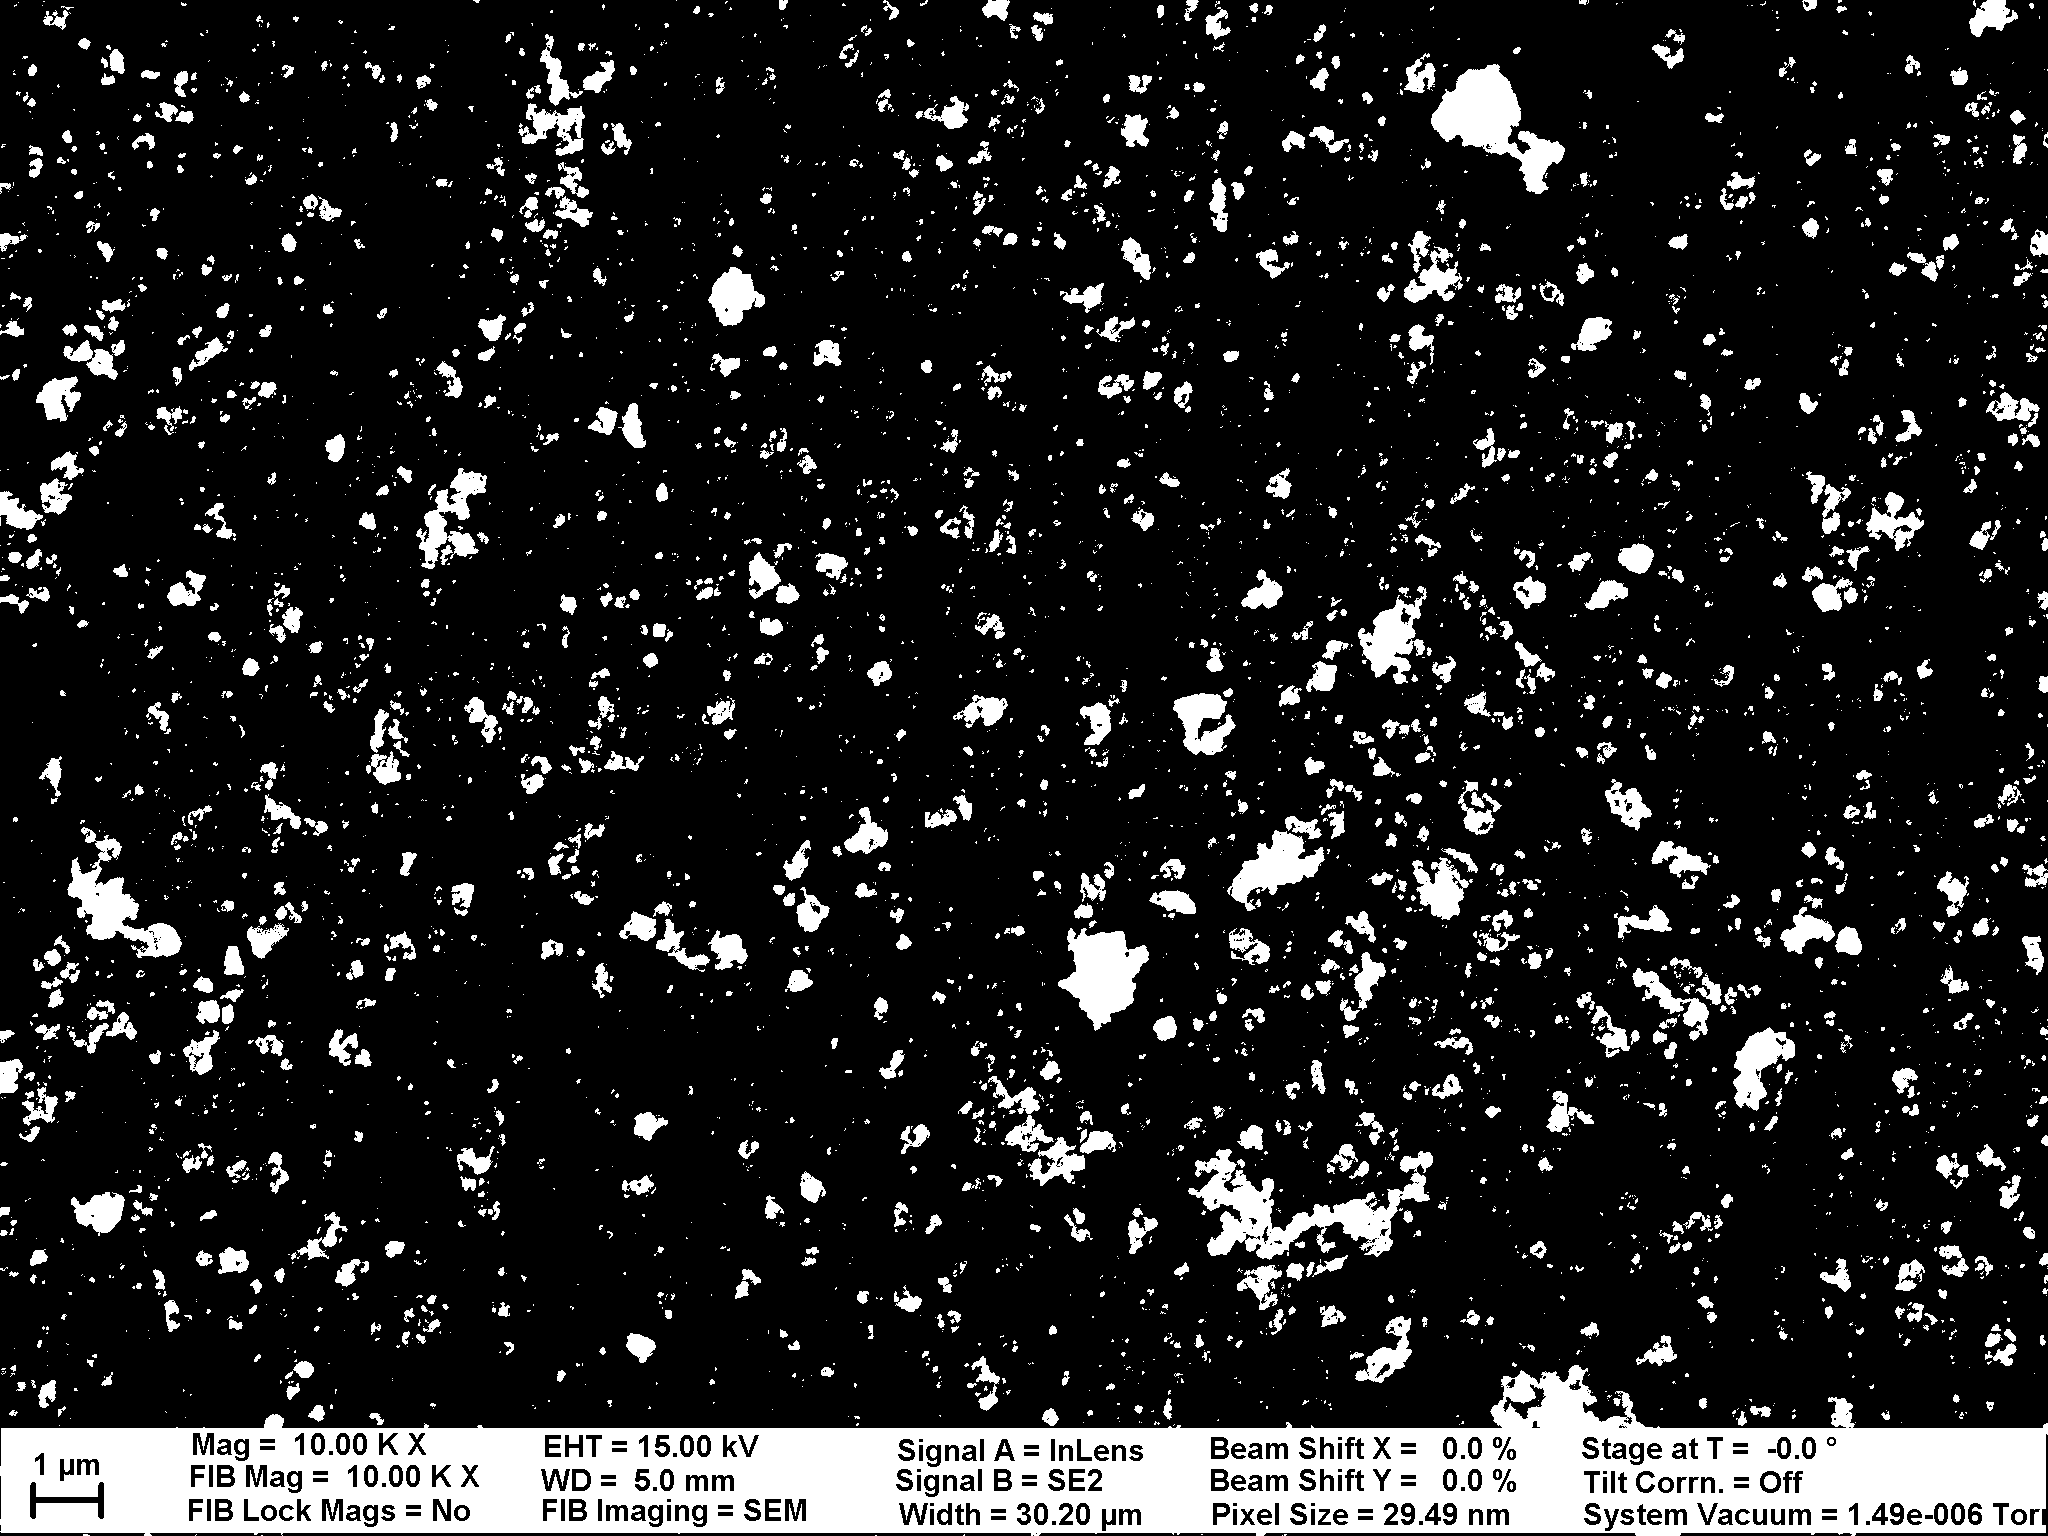 1 µm
Mag = 10.00 K X
FIB Mag = 10.00 K X
FIB Lock Mags = No
EHT = 15.00 kV
WD = 5.0 mm
FIB Imaging = SEM
Signal A = InLens
Signal B = SE2
Width = 30.20 µm
Beam Shift X = 0.0 %
Beam Shift Y = 0.0 %
Pixel Size = 29.49 nm
Stage at T = -0.0 °
Tilt Corrn. = Off
System Vacuum = 1.49e-006 Torr